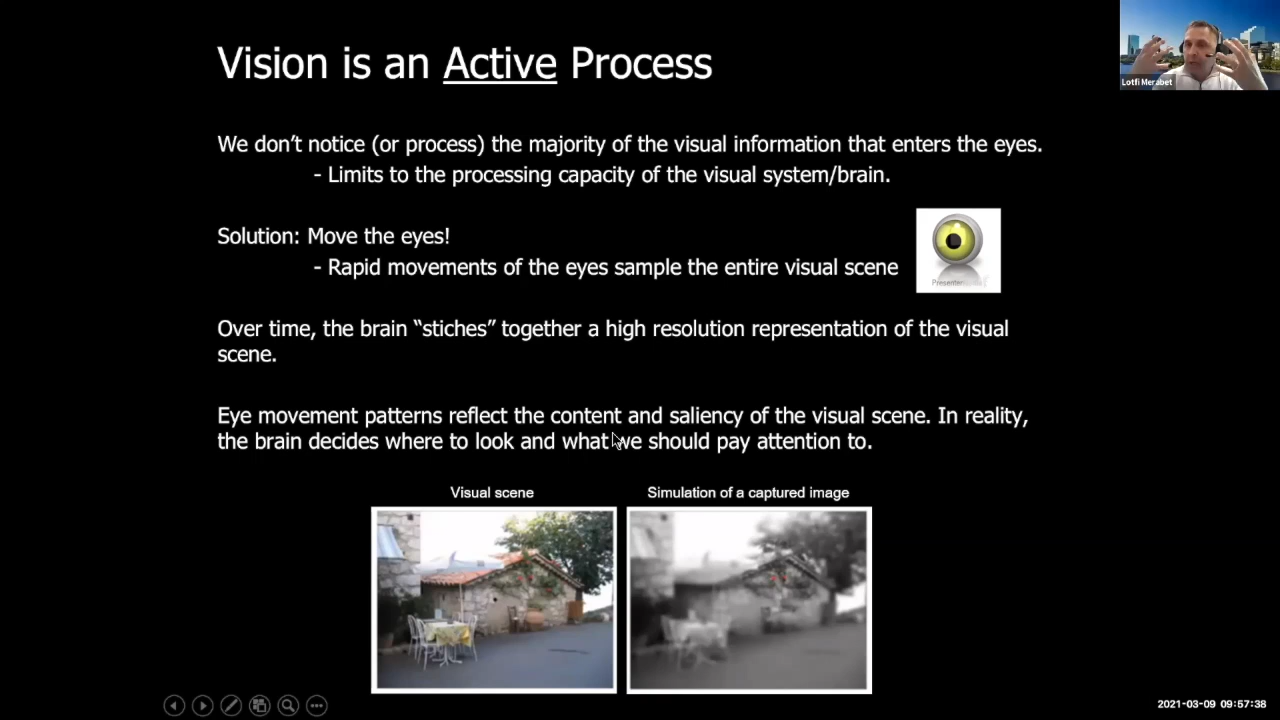 Vision is an Active Process
Lotfi Merabet
We don't notice (or process) the majority of the visual information that enters the eyes.
- Limits to the processing capacity of the visual system/brain.
Solution: Move the eyes!
- Rapid movements of the eyes sample the entire visual scene
Over time, the brain “stiches” together a high resolution representation of the visual
scene.
Eye movement patterns reflect the content and saliency of the visual scene. In reality,
the brain decides where to look and what we should pay attention to.
Visual scene
Simulation of a captured image
2021-03-09 09:57:38